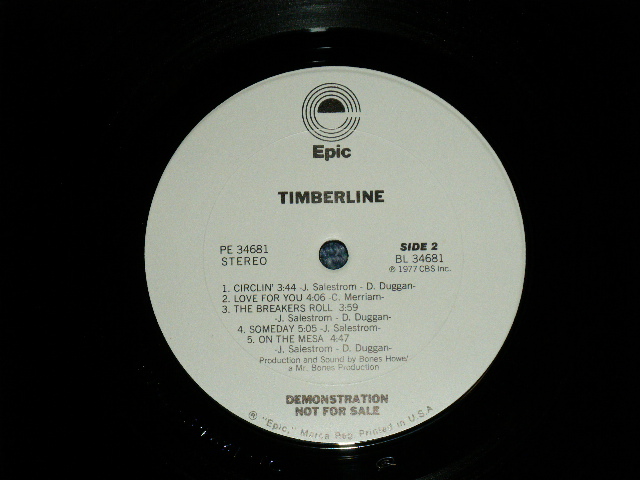 Epic
TIMBERLINE
PE 34681
STEREO
SIDE 2
BL 34681
℗ 1977 CBS Inc.
1. CIRCLIN' 3:44 -J. Salestrom - D. Duggan-
2. LOVE FOR YOU 4:06 -C. Merriam-
3. THE BREAKERS ROLL 3:59
-J. Salestrom - D. Duggan-
4. SOMEDAY 5:05 -J. Salestrom-
5. ON THE MESA 4:47
-J. Salestrom - D. Duggan-
Production and Sound by Bones Howe/
a Mr. Bones Production
DEMONSTRATION
NOT FOR SALE
® "Epic," Marca Reg. Printed in U.S.A.